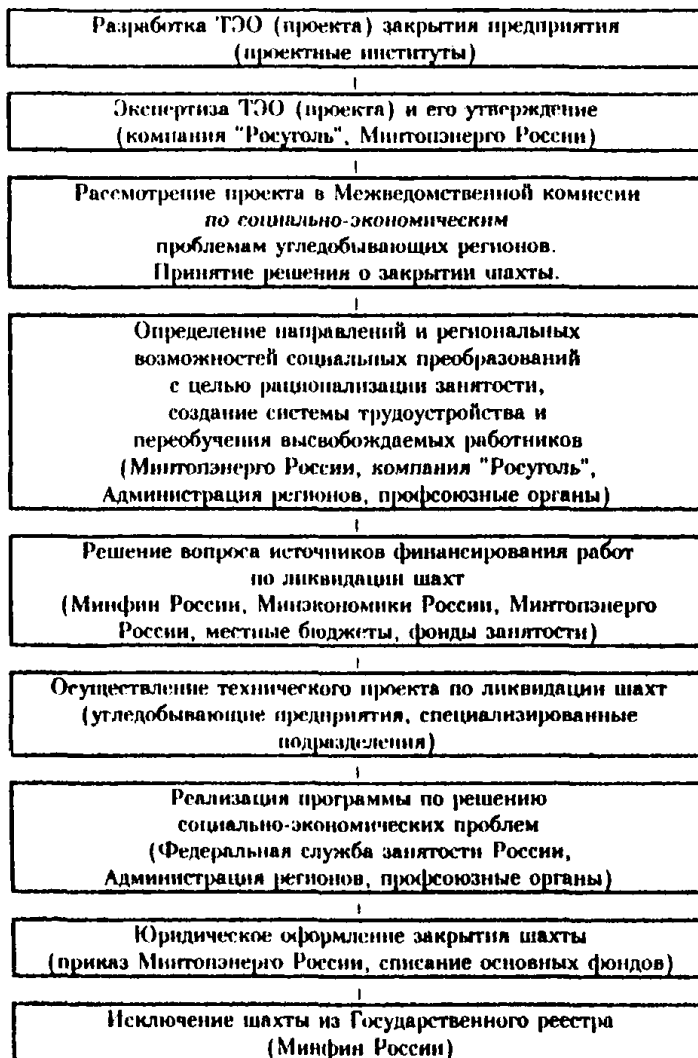 Разработка ТЭО (проекта) закрытия предприятия
(проектные институты)
Экспертиза ТЭО (проекта) и его утверждение
(компания "Росуголь", Минтопэнерго России)
Рассмотрение проекта в Межведомственной комиссии
по социально-экономическим
проблемам угледобывающих регионов.
Принятие решения о закрытии шахты.
Определение направлений и региональных
возможностей социальных преобразований
с целью рационализации занятости,
создание системы трудоустройства и
переобучения высвобождаемых работников
(Минтопэнерго России, компания "Росуголь",
Администрация регионов, профсоюзные органы)
Решение вопроса источников финансирования работ
по ликвидации шахт
(Минфин России, Минэкономики России, Минтопэнерго
России, местные бюджеты, фонды занятости)
Осуществление технического проекта по ликвидации шахт
(угледобывающие предприятия, специализированные
подразделения)
Реализация программы по решению
социально-экономических проблем
(Федеральная служба занятости России,
Администрация регионов, профсоюзные органы)
Юридическое оформление закрытия шахты
(приказ Минтопэнерго России, списание основных фондов)
Исключение шахты из Государственного реестра
(Минфин России)